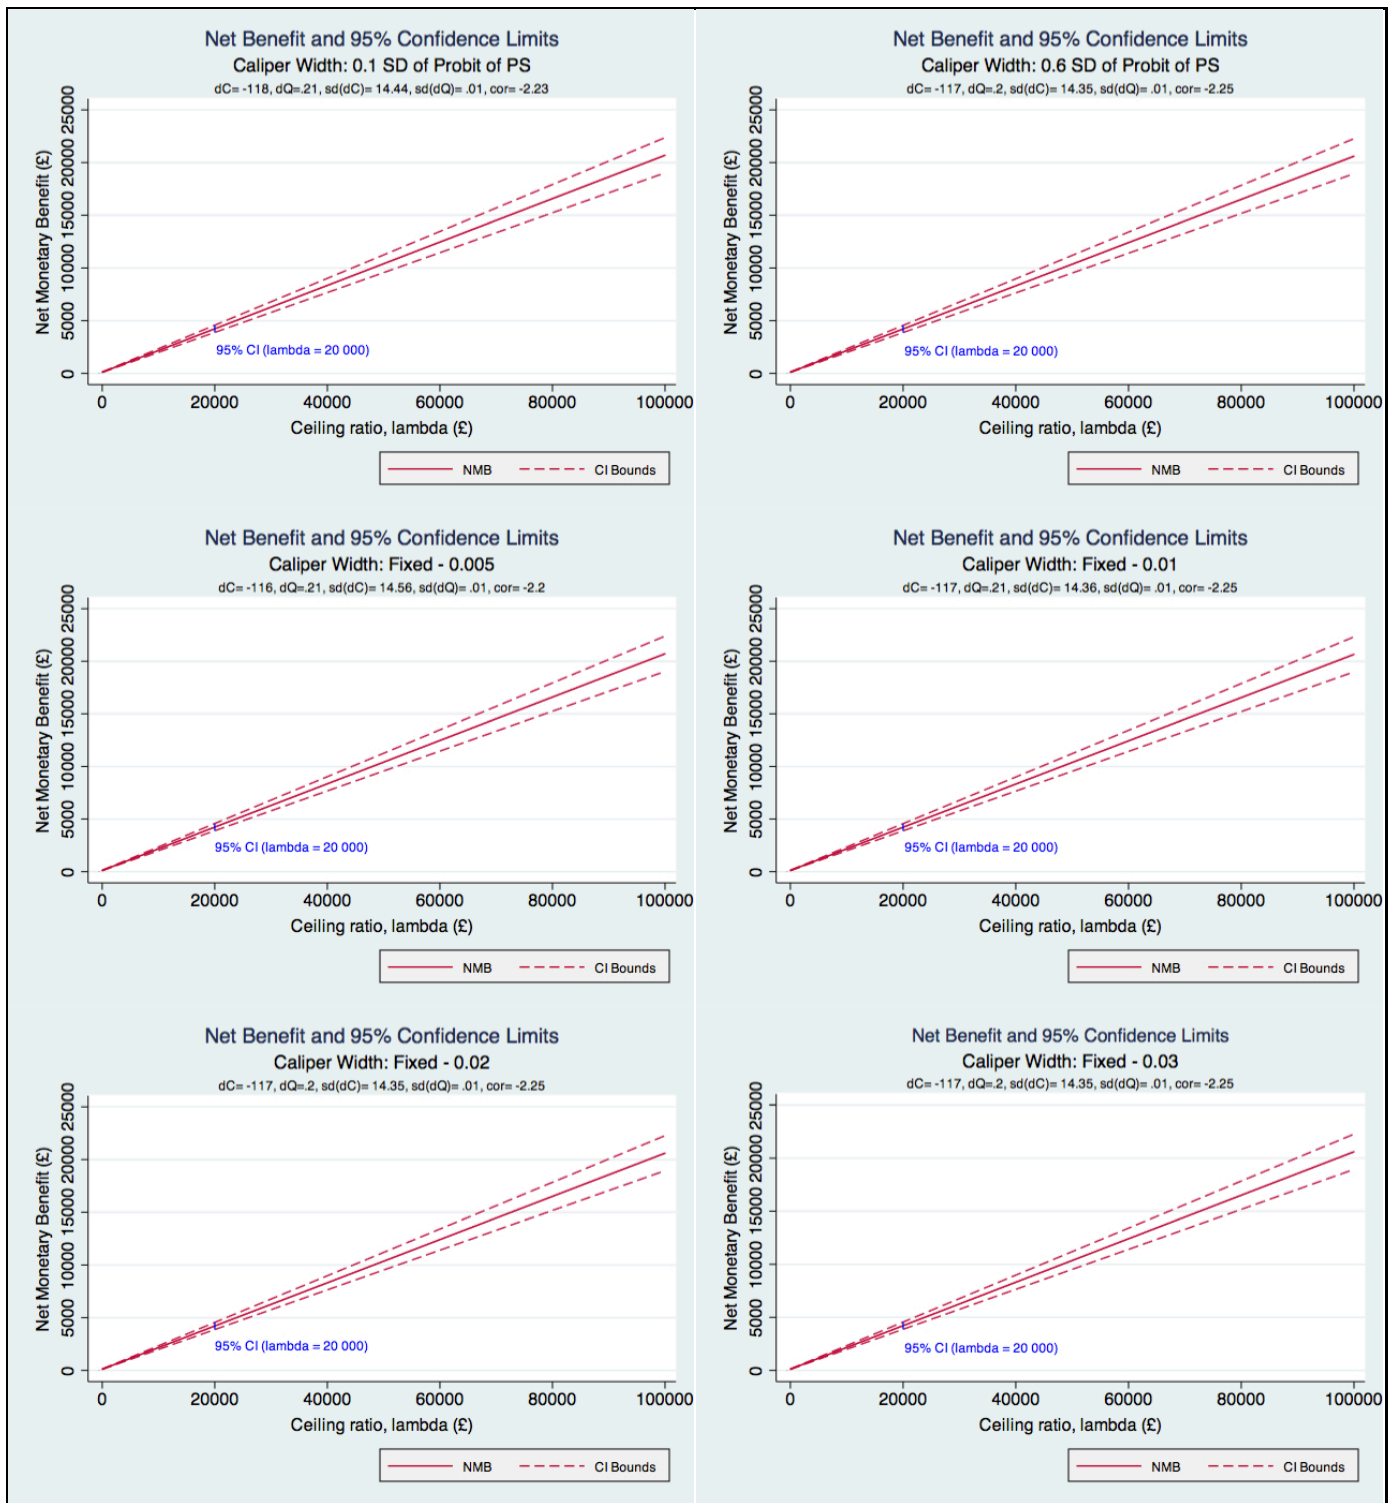 Net Benefit and 95% Confidence Limits
Caliper Width: 0.1 SD of Probit of PS
dC= -118, dQ=.21, sd(dC)= 14.44, sd(dQ)= .01, cor= -2.23
Net Monetary Benefit (£)
0 5000 10000 15000 20000 25000
95% CI (lambda = 20 000)
0 20000 40000 60000 80000 100000
Ceiling ratio, lambda (£)
NMB CI Bounds
Net Benefit and 95% Confidence Limits
Caliper Width: 0.6 SD of Probit of PS
dC= -117, dQ=.2, sd(dC)= 14.35, sd(dQ)= .01, cor= -2.25
Net Monetary Benefit (£)
0 5000 10000 15000 20000 25000
95% CI (lambda = 20 000)
0 20000 40000 60000 80000 100000
Ceiling ratio, lambda (£)
NMB CI Bounds
Net Benefit and 95% Confidence Limits
Caliper Width: Fixed - 0.005
dC= -116, dQ=.21, sd(dC)= 14.56, sd(dQ)= .01, cor= -2.2
Net Monetary Benefit (£)
0 5000 10000 15000 20000 25000
95% CI (lambda = 20 000)
0 20000 40000 60000 80000 100000
Ceiling ratio, lambda (£)
NMB CI Bounds
Net Benefit and 95% Confidence Limits
Caliper Width: Fixed - 0.01
dC= -117, dQ=.21, sd(dC)= 14.36, sd(dQ)= .01, cor= -2.25
Net Monetary Benefit (£)
0 5000 10000 15000 20000 25000
95% CI (lambda = 20 000)
0 20000 40000 60000 80000 100000
Ceiling ratio, lambda (£)
NMB CI Bounds
Net Benefit and 95% Confidence Limits
Caliper Width: Fixed - 0.02
dC= -117, dQ=.2, sd(dC)= 14.35, sd(dQ)= .01, cor= -2.25
Net Monetary Benefit (£)
0 5000 10000 15000 20000 25000
95% CI (lambda = 20 000)
0 20000 40000 60000 80000 100000
Ceiling ratio, lambda (£)
NMB CI Bounds
Net Benefit and 95% Confidence Limits
Caliper Width: Fixed - 0.03
dC= -117, dQ=.2, sd(dC)= 14.35, sd(dQ)= .01, cor= -2.25
Net Monetary Benefit (£)
0 5000 10000 15000 20000 25000
95% CI (lambda = 20 000)
0 20000 40000 60000 80000 100000
Ceiling ratio, lambda (£)
NMB CI Bounds